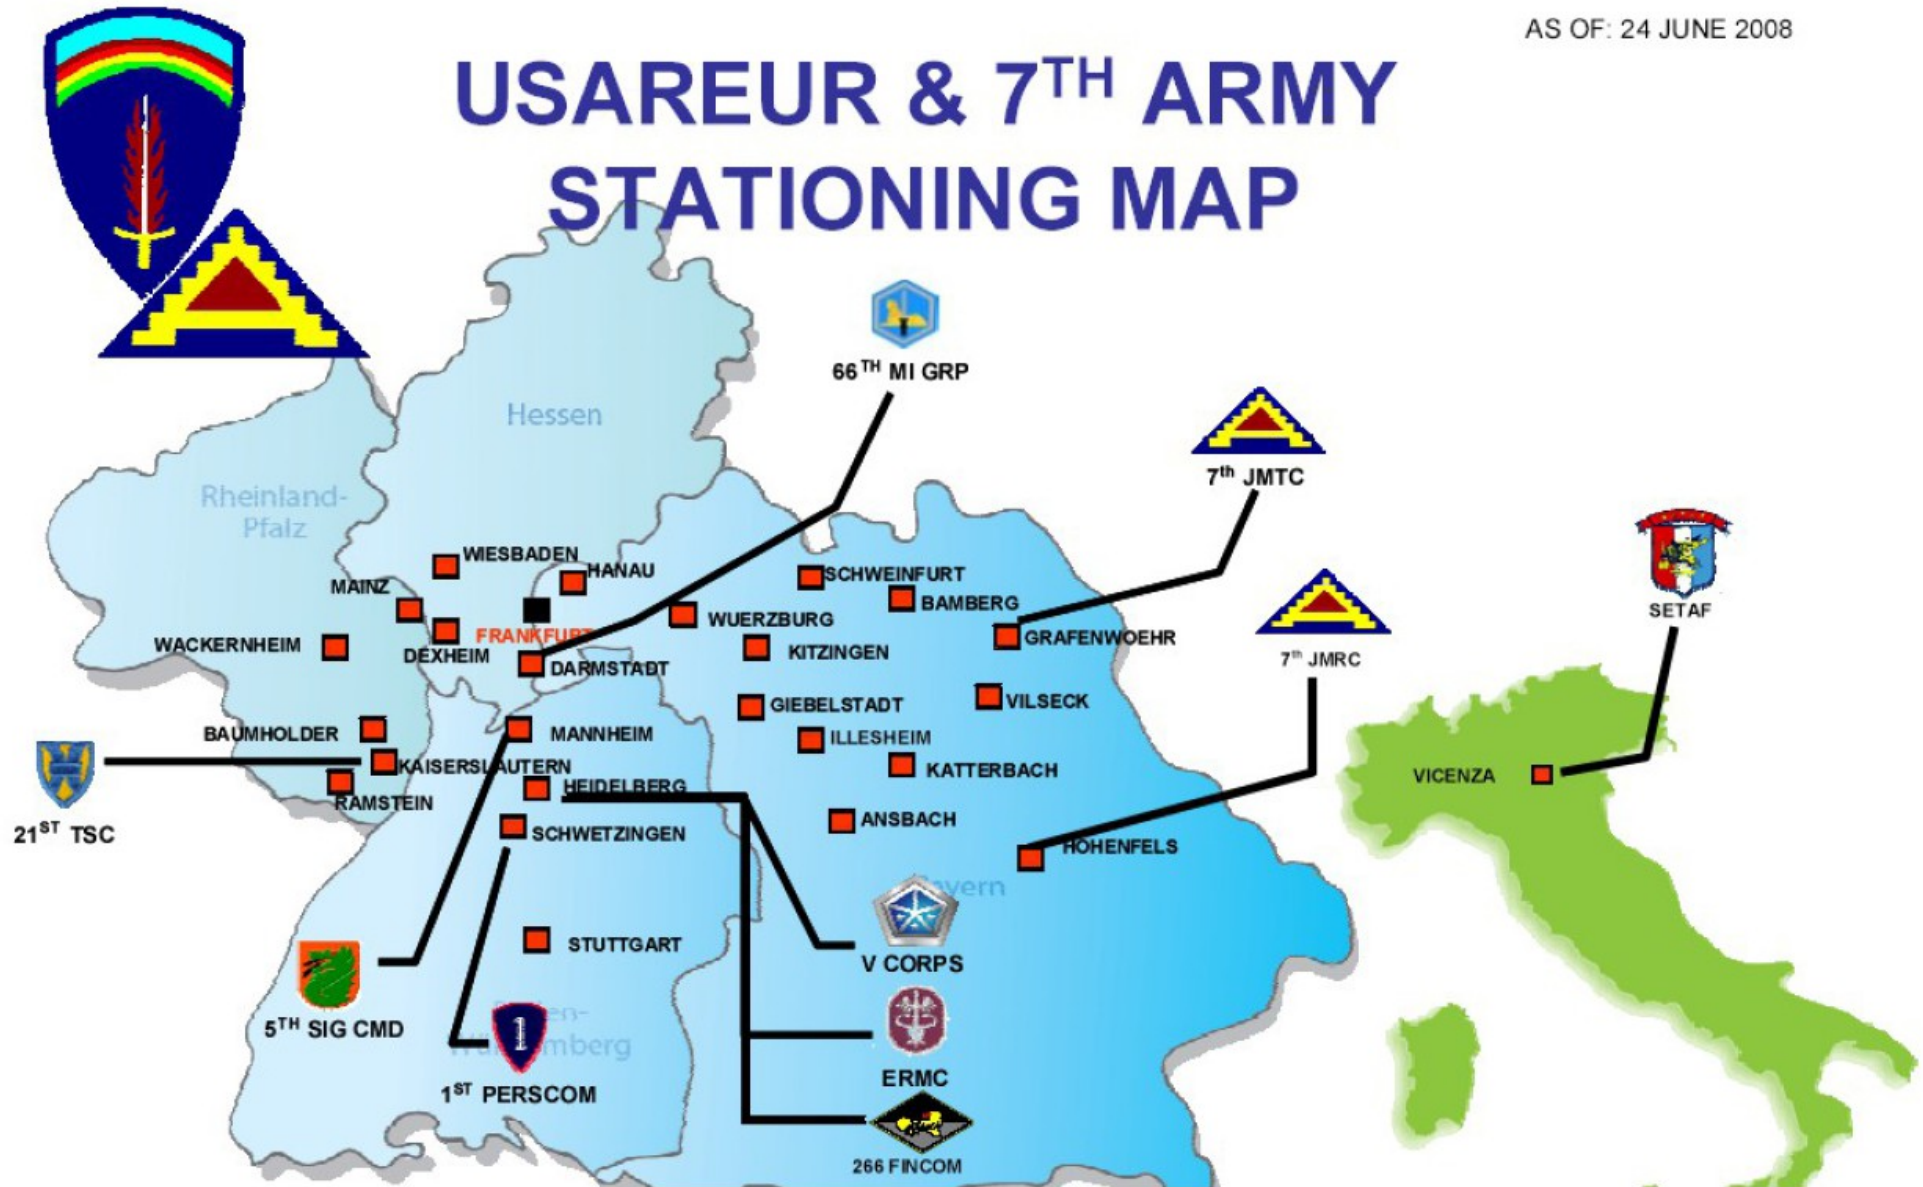 AS OF: 24 JUNE 2008
USAREUR & 7TH ARMY
STATIONING MAP
66TH MI GRP
Hessen
7th JMTC
Rheinland-
Pfalz
WIESBADEN
HANAU
MAINZ
SCHWEINFURT
BAMBERG
SETAF
WUERZBURG
FRANKFURT
GRAFENWOEHR
WACKERNHEIM
DEXHEIM
KITZINGEN
7th JMRC
DARMSTADT
GIEBELSTADT
VILSECK
BAUMHOLDER
MANNHEIM
ILLESHEIM
KAISERSLAUTERN
KATTERBACH
VICENZA
HEIDELBERG
RAMSTEIN
21ST TSC
SCHWETZINGEN
ANSBACH
HOHENFELS
Bayern
STUTTGART
V CORPS
5TH SIG CMD
Baden-
Württemberg
ERMC
1ST PERSCOM
266 FINCOM